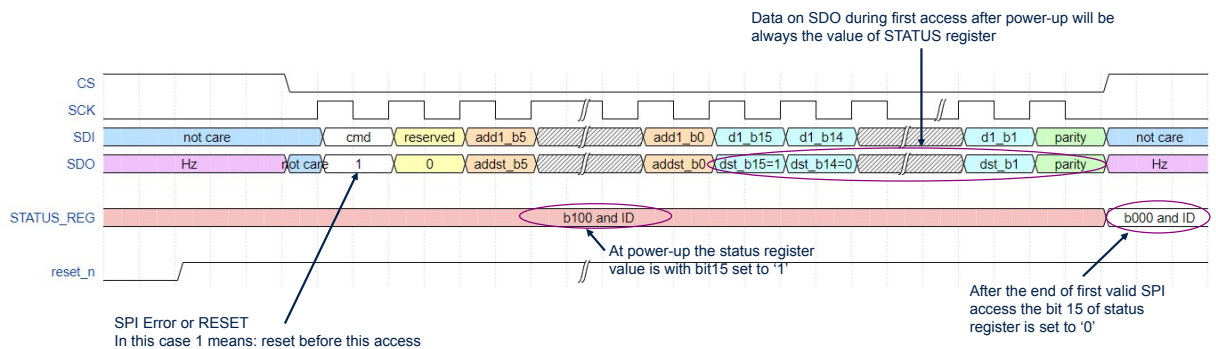 Data on SDO during first access after power-up will be
always the value of STATUS register
CS
SCK
SDI not care cmd reserved add1_b5 add1_b0 d1_b15 d1_b14 d1_b1 parity not care
SDO Hz not care 1 0 addst_b5 addst_b0 dst_b15=1 dst_b14=0 dst_b1 parity Hz
STATUS_REG b100 and ID b000 and ID
At power-up the status register
value is with bit15 set to ‘1’
reset_n
After the end of first valid SPI
access the bit 15 of status
register is set to ‘0’
SPI Error or RESET
In this case 1 means: reset before this access